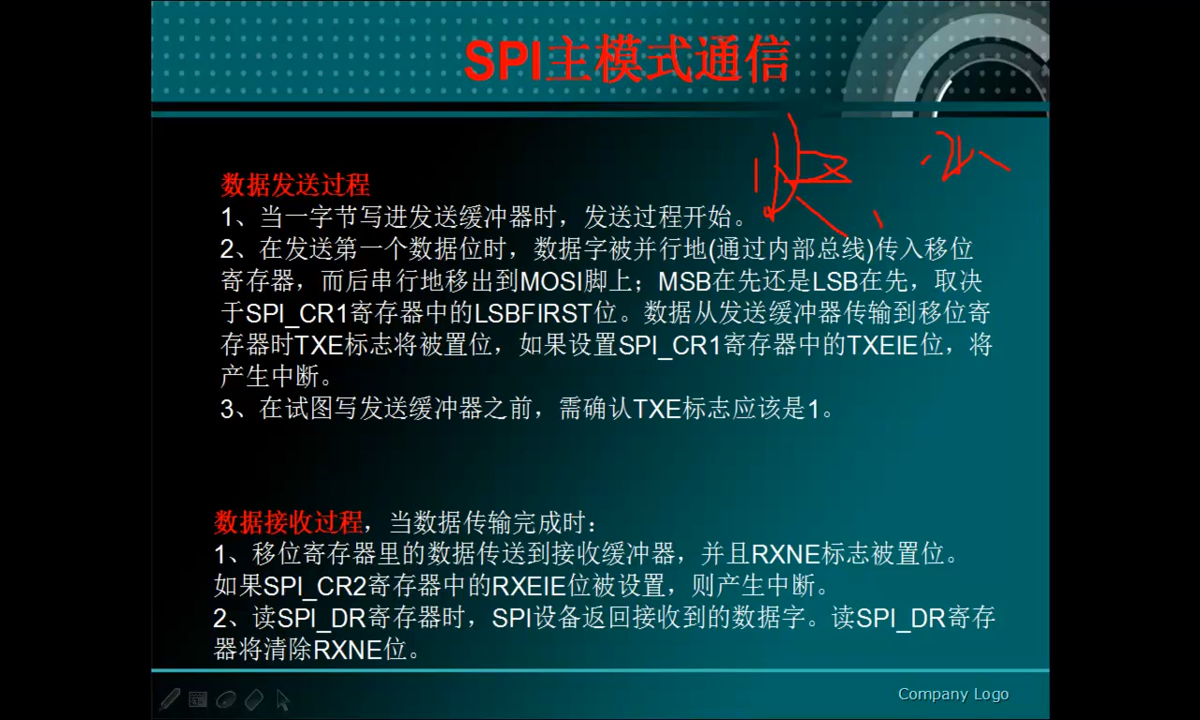 SPI主模式通信
数据发送过程
1、当一字节写进发送缓冲器时，发送过程开始。
2、在发送第一个数据位时，数据字被并行地(通过内部总线)传入移位
寄存器，而后串行地移出到MOSI脚上；MSB在先还是LSB在先，取决
于SPI_CR1寄存器中的LSBFIRST位。数据从发送缓冲器传输到移位寄
存器时TXE标志将被置位，如果设置SPI_CR1寄存器中的TXEIE位，将
产生中断。
3、在试图写发送缓冲器之前，需确认TXE标志应该是1。
数据接收过程，当数据传输完成时：
1、移位寄存器里的数据传送到接收缓冲器，并且RXNE标志被置位。
如果SPI_CR2寄存器中的RXEIE位被设置，则产生中断。
2、读SPI_DR寄存器时，SPI设备返回接收到的数据字。读SPI_DR寄存
器将清除RXNE位。
Company Logo